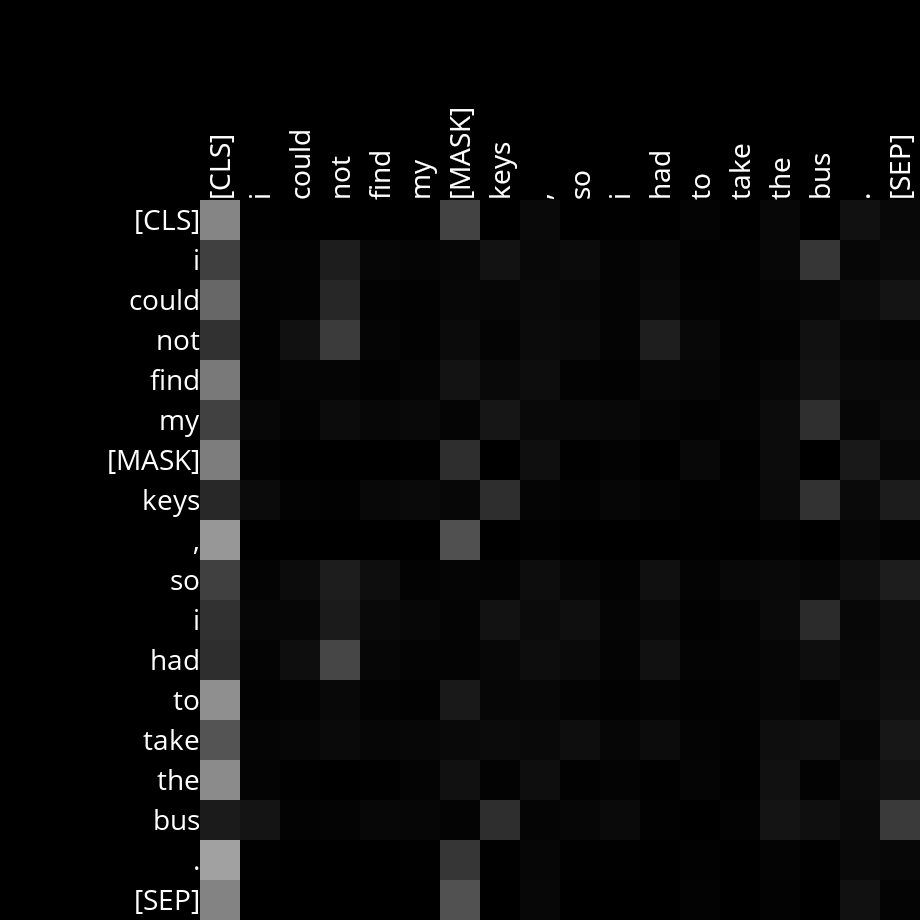 [CLS] i could not find my [MASK] keys , so i had to take the bus . [SEP]
[CLS]
i
could
not
find
my
[MASK]
keys
,
so
i
had
to
take
the
bus
.
[SEP]